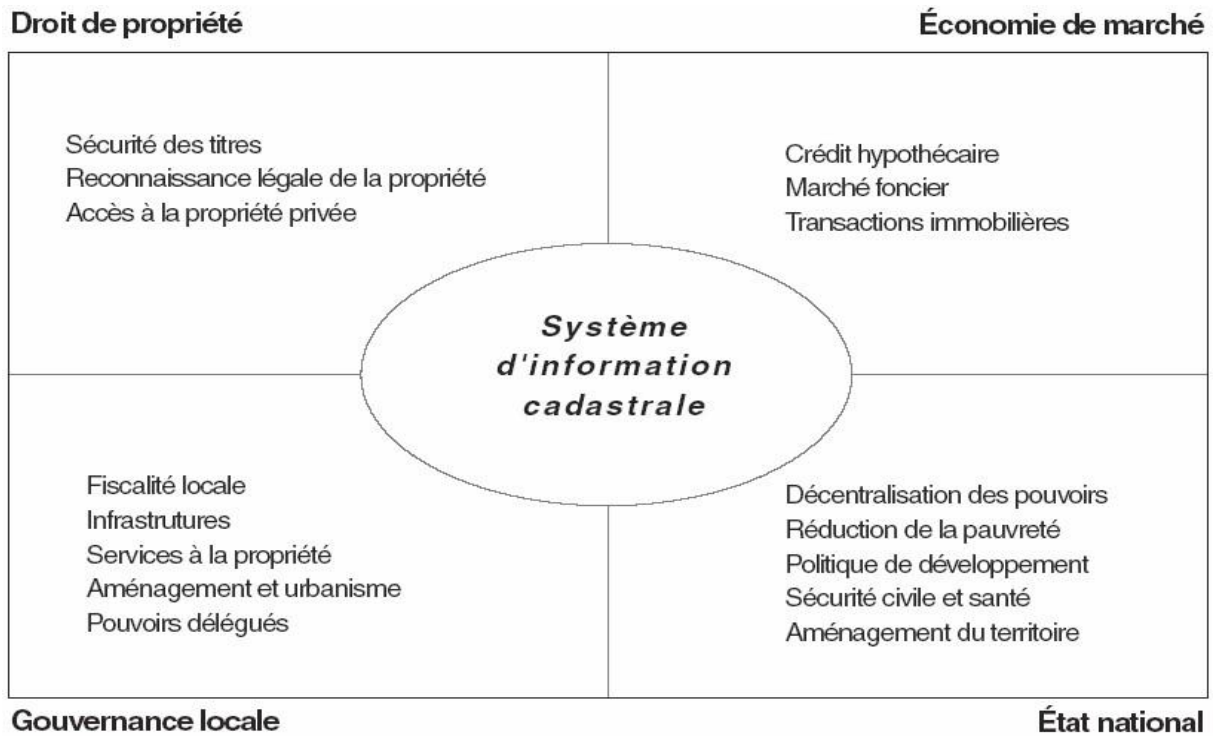 Droit de propriété
Économie de marché
Sécurité des titres
Reconnaissance légale de la propriété
Accès à la propriété privée
Crédit hypothécaire
Marché foncier
Transactions immobilières
Système
d'information
cadastrale
Fiscalité locale
Infrastrutures
Services à la propriété
Aménagement et urbanisme
Pouvoirs délégués
Décentralisation des pouvoirs
Réduction de la pauvreté
Politique de développement
Sécurité civile et santé
Aménagement du territoire
Gouvernance locale
État national